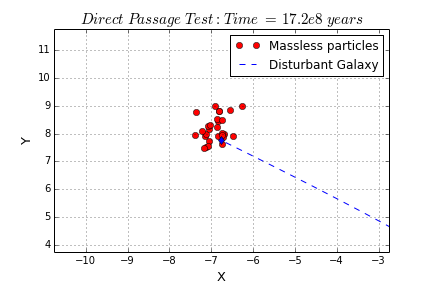 Direct Passage Test : Time = 17.2e8 years
Massless particles
Disturbant Galaxy
Y
11
10
9
8
7
6
5
4
−10 −9 −8 −7 −6 −5 −4 −3
X